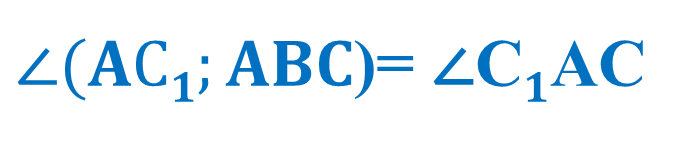 ∠(AC₁; ABC)= ∠C₁AC